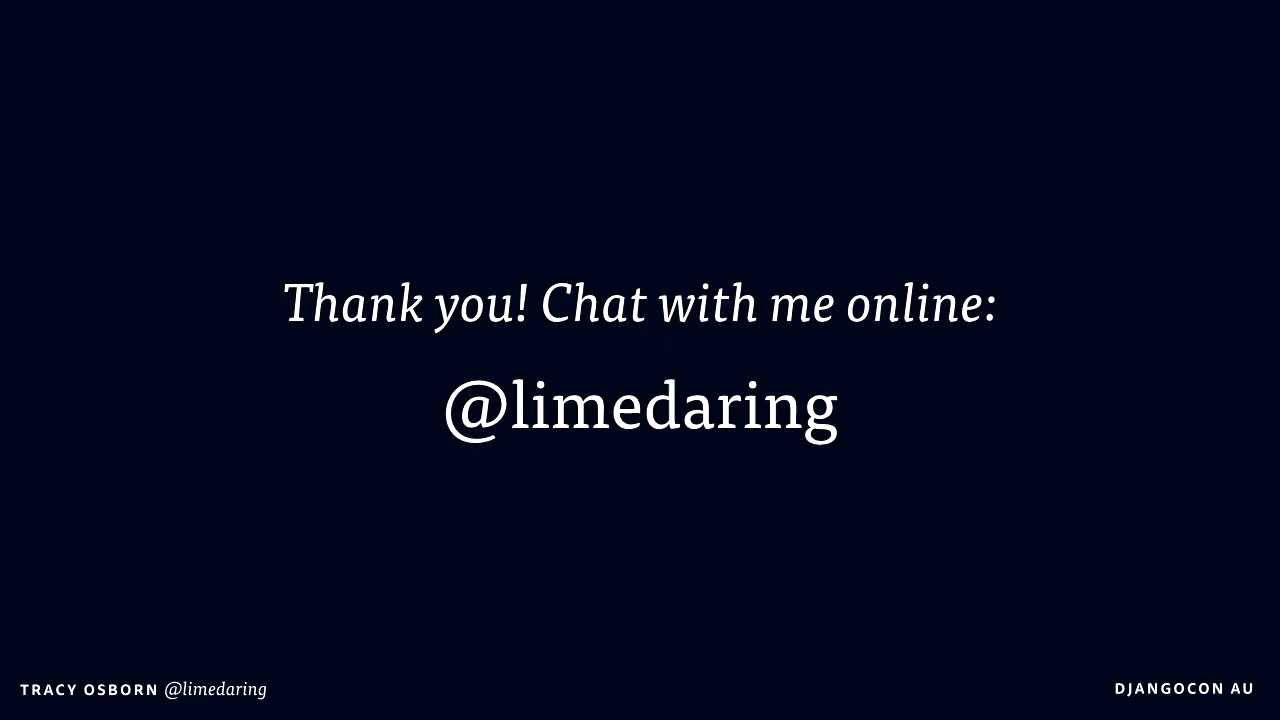 Thank you! Chat with me online:
@limedaring
TRACY OSBORN @limedaring
DJANGOCON AU